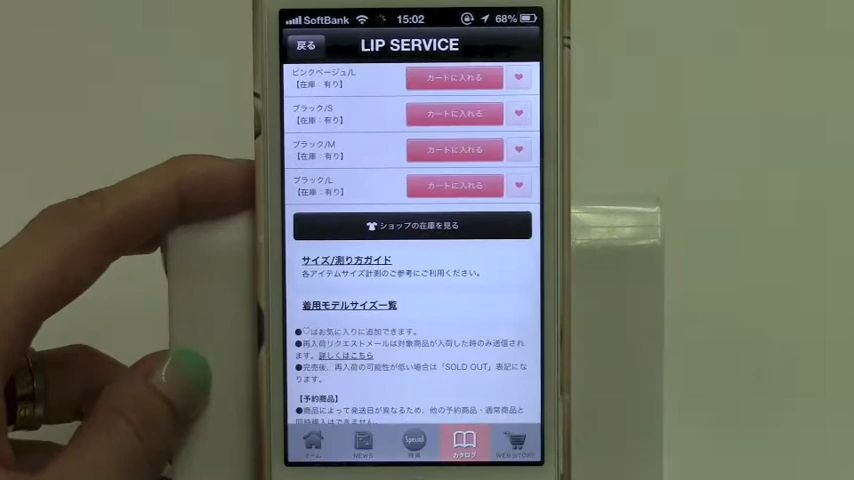 SoftBank 15:02 68%
戻る LIP SERVICE
ピンクベージュ/L
【在庫：有り】
カートに入れる
ブラック/S
【在庫：有り】
カートに入れる
ブラック/M
【在庫：有り】
カートに入れる
ブラック/L
【在庫：有り】
カートに入れる
ショップの在庫を見る
サイズ/測り方ガイド
各アイテムサイズ計測のご参考にご利用ください。
着用モデルサイズ一覧
●♡はお気に入りに追加できます。
●再入荷リクエストメールは対象商品が入荷した時のみ送信され
ます。詳しくはこちら
●完売後、再入荷の可能性が低い場合は「SOLD OUT」表記にな
ります。
【予約商品】
●商品によって発送日が異なるため、他の予約商品・通常商品と
同時購入はできません。
ホーム NEWS Special 特集 カタログ WEB STORE